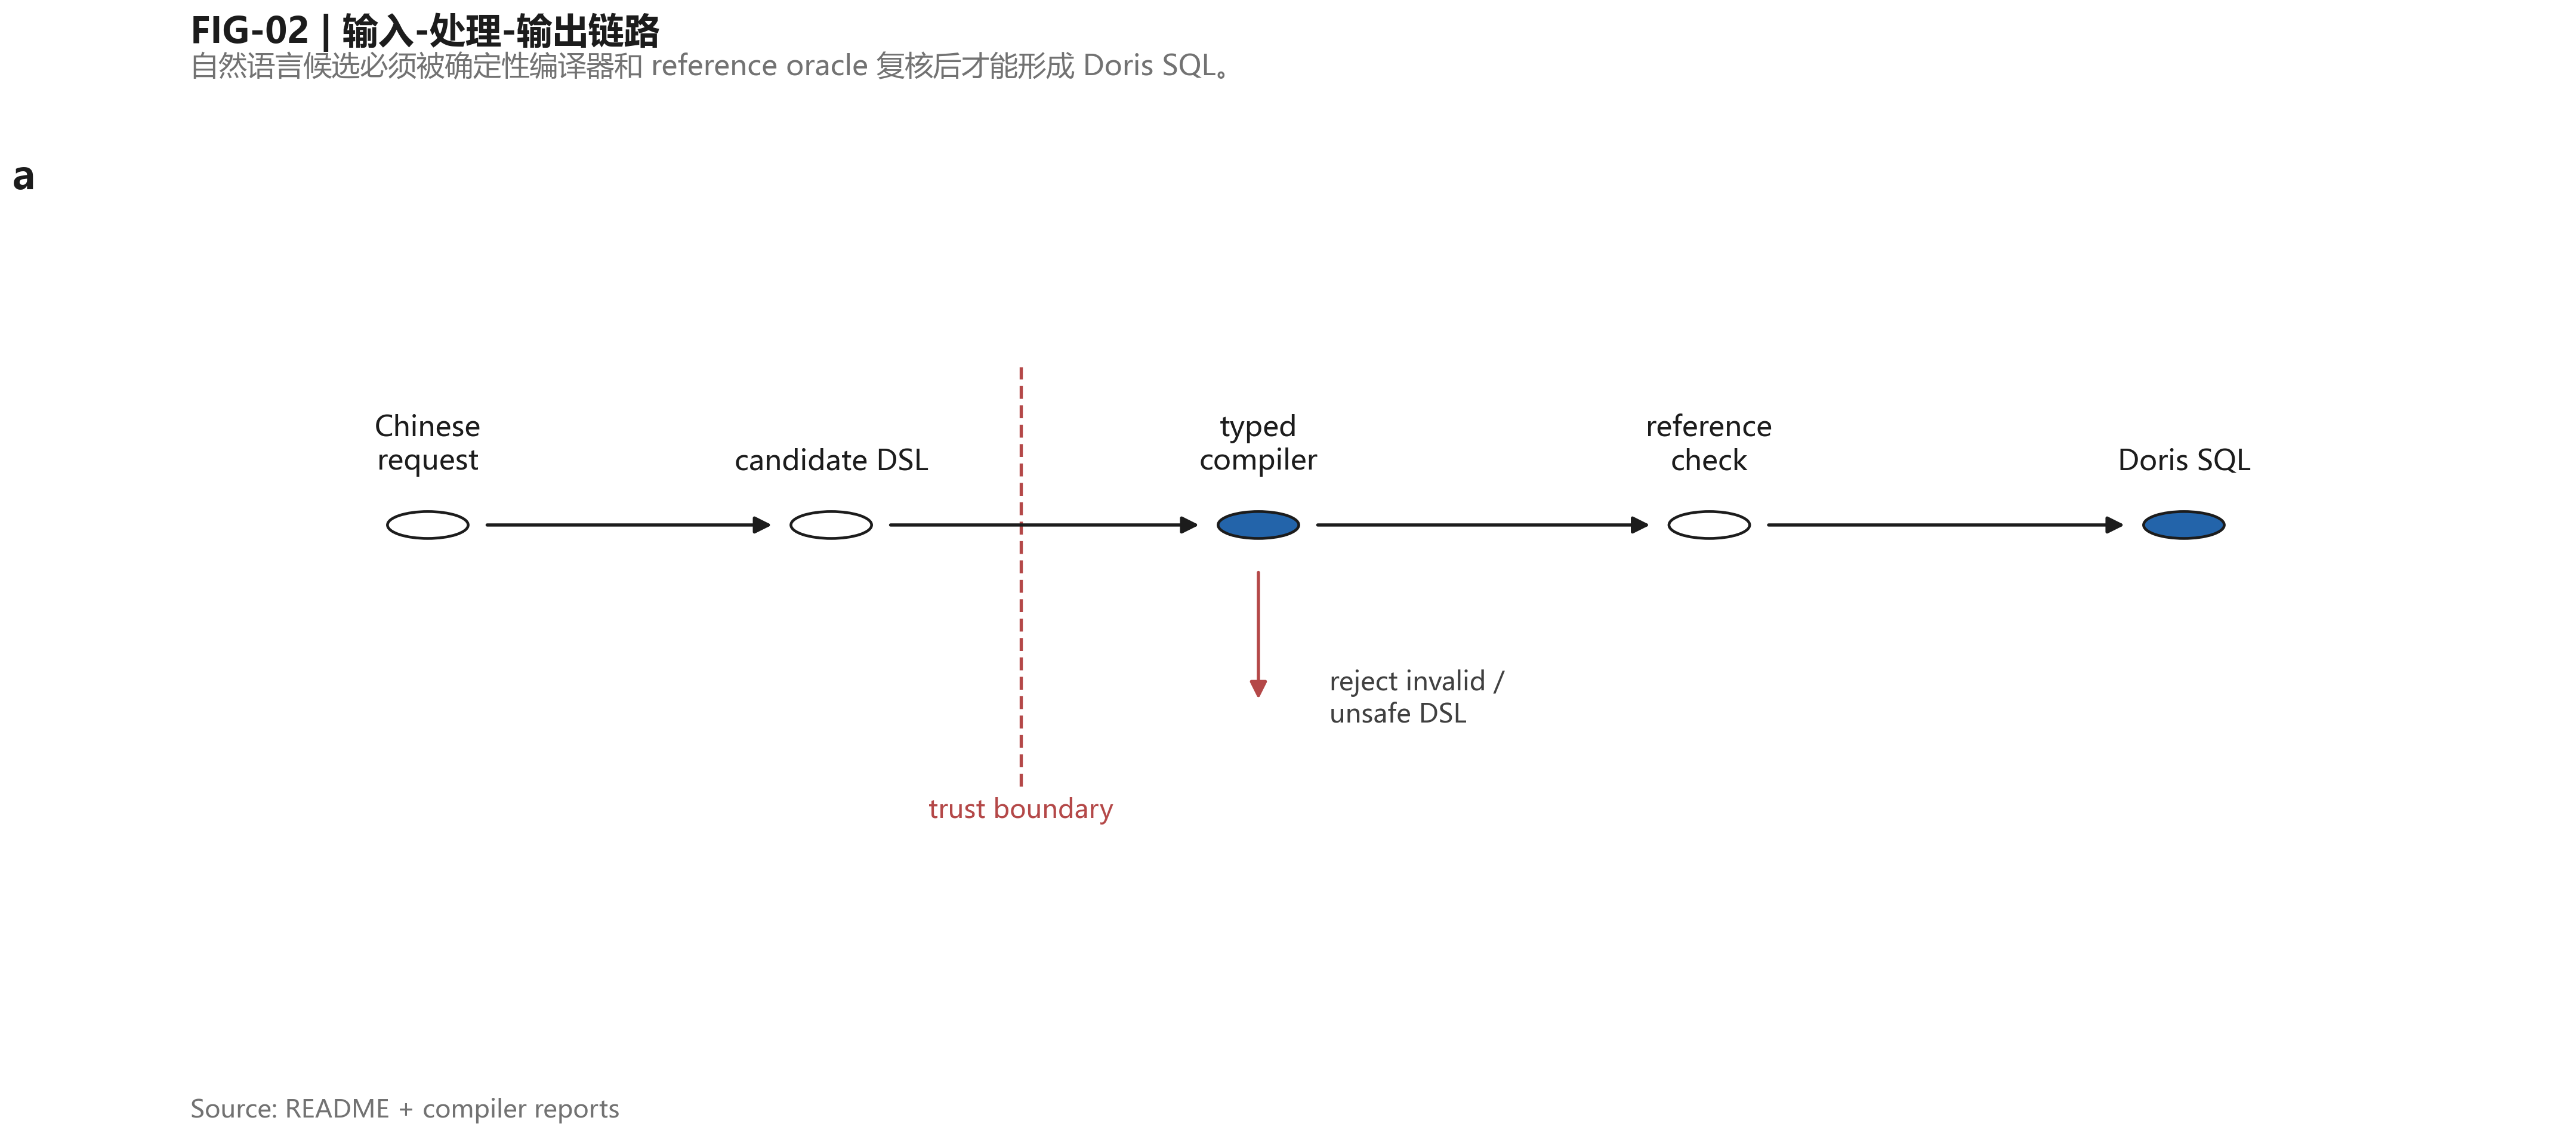 FIG-02 | 输入-处理-输出链路
自然语言候选必须被确定性编译器和 reference oracle 复核后才能形成 Doris SQL。
a
Chinese
request
candidate DSL
typed
compiler
reference
check
Doris SQL
reject invalid /
unsafe DSL
trust boundary
Source: README + compiler reports